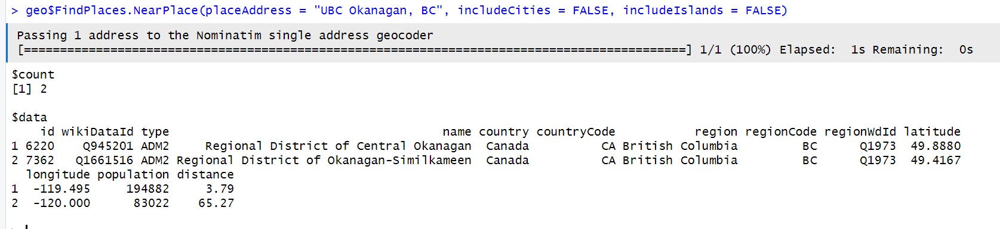 > geo$FindPlaces.NearPlace(placeAddress = "UBC Okanagan, BC", includeCities = FALSE, includeIslands = FALSE)
Passing 1 address to the Nominatim single address geocoder
[============================================================================================] 1/1 (100%) Elapsed:  1s Remaining:  0s
$count
[1] 2
$data
    id wikiDataId type                                      name country countryCode           region regionCode regionWdId latitude
1 6220    Q945201 ADM2     Regional District of Central Okanagan  Canada          CA British Columbia         BC      Q1973  49.8880
2 7362   Q1661516 ADM2 Regional District of Okanagan-Similkameen  Canada          CA British Columbia         BC      Q1973  49.4167
  longitude population distance
1  -119.495     194882     3.79
2  -120.000      83022    65.27